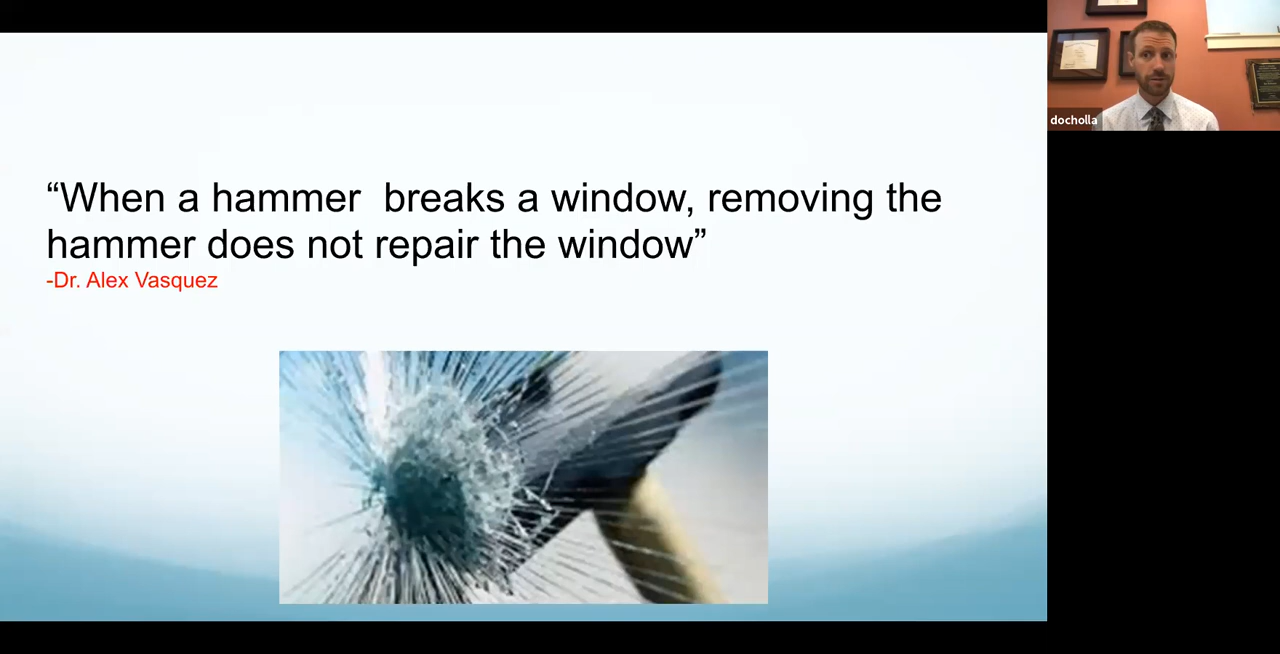 “When a hammer  breaks a window, removing the
hammer does not repair the window”
-Dr. Alex Vasquez
docholla